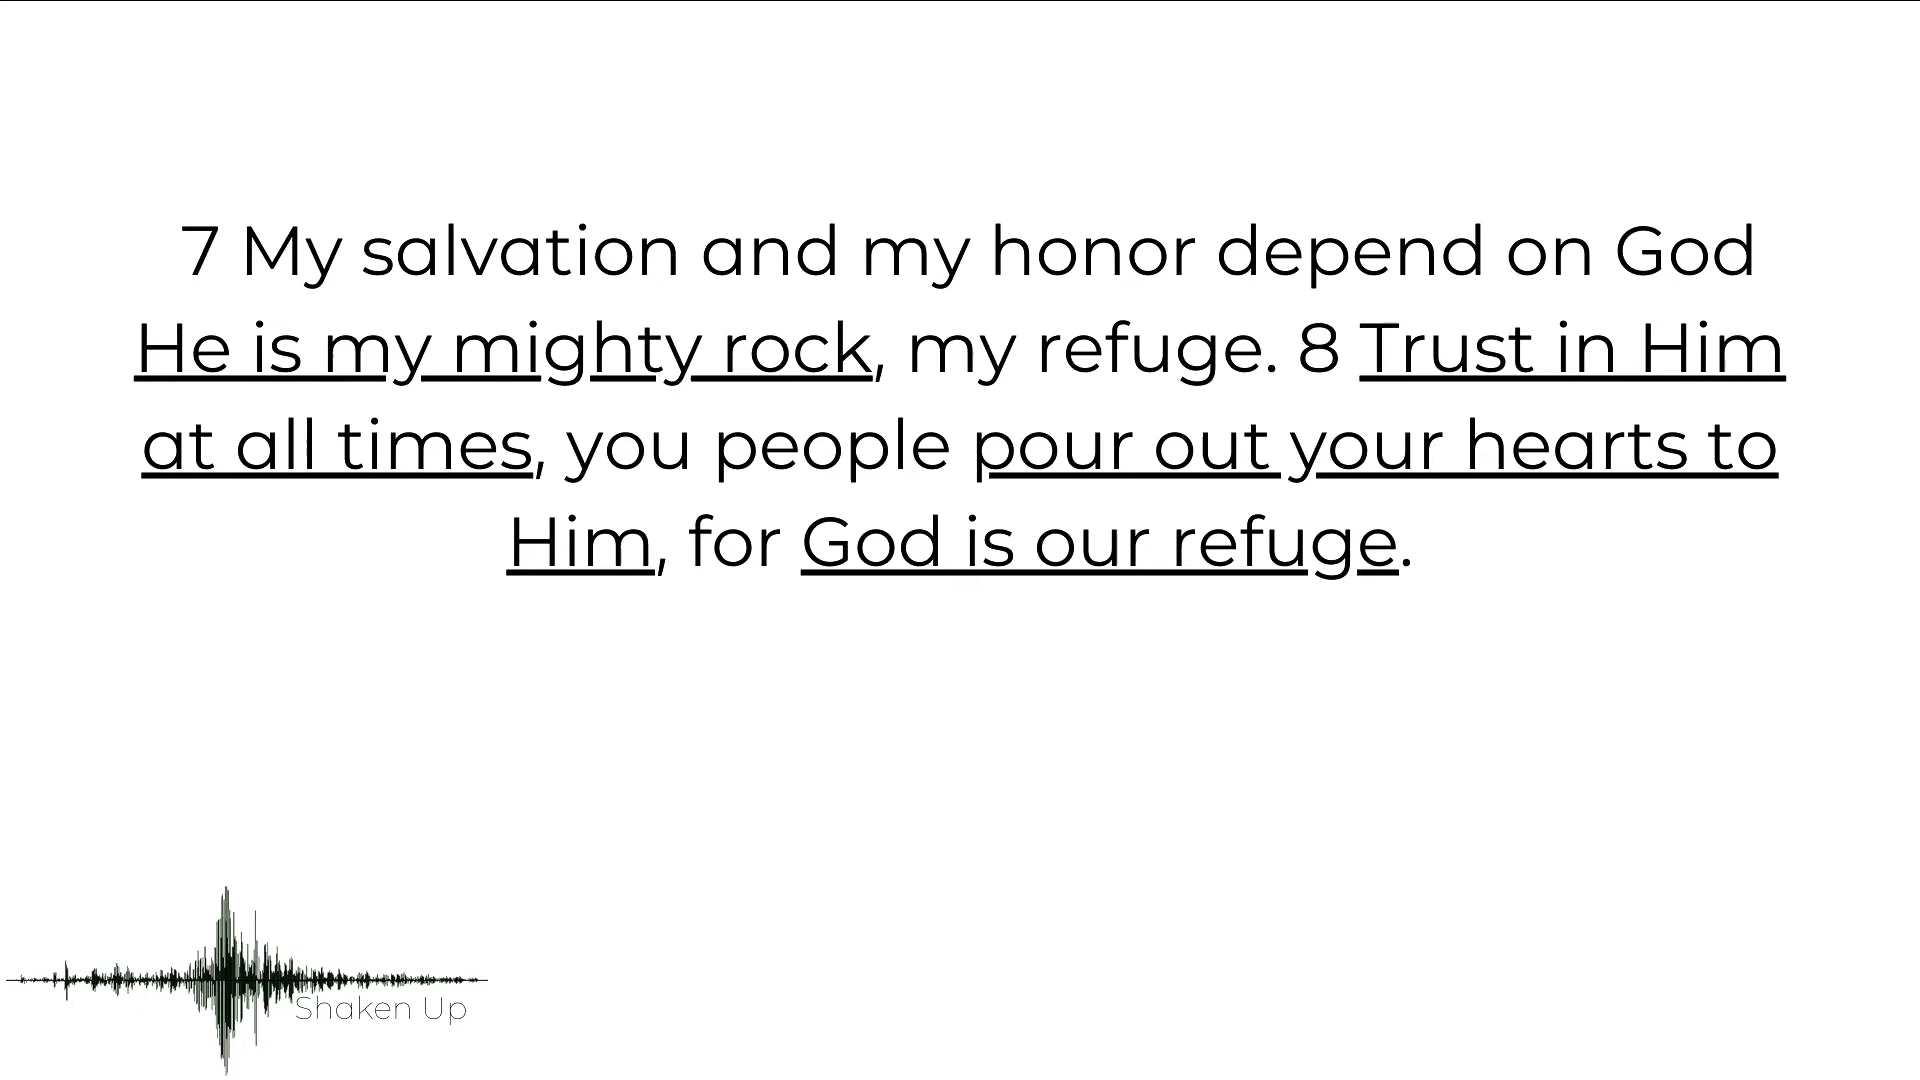 7 My salvation and my honor depend on God
He is my mighty rock, my refuge. 8 Trust in Him
at all times, you people pour out your hearts to
Him, for God is our refuge.
Shaken Up